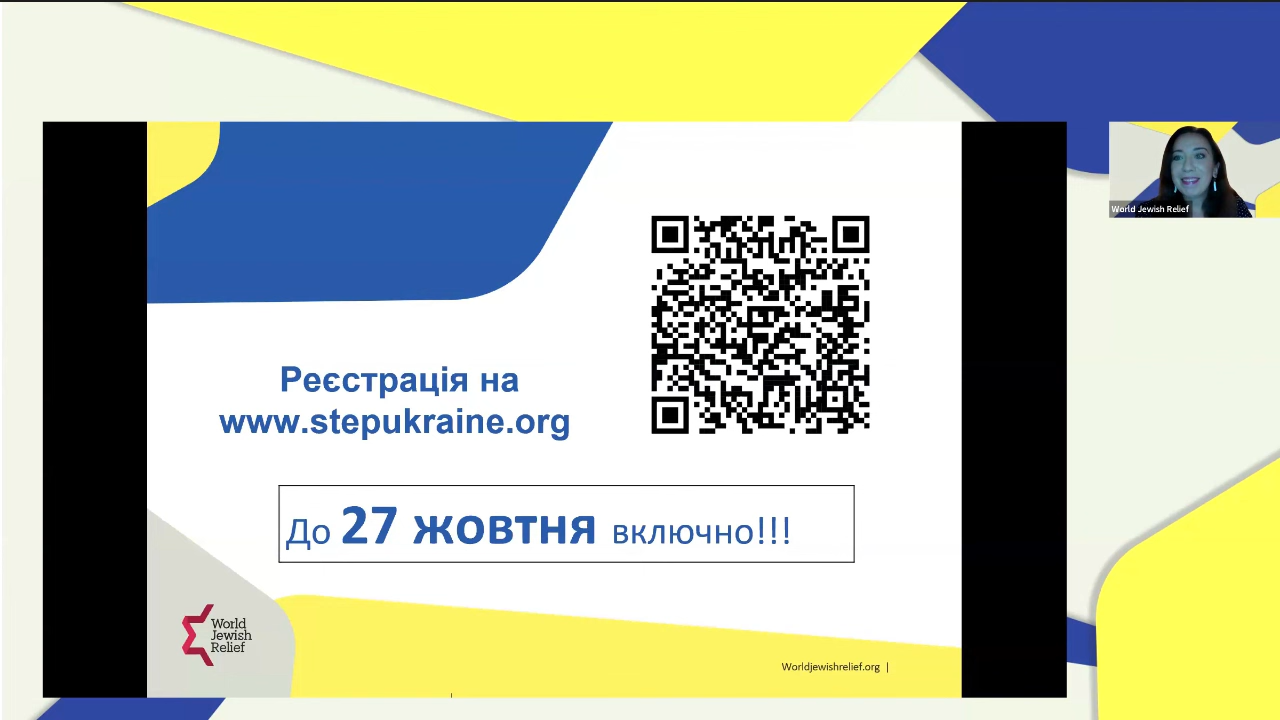 World Jewish Relief
Реєстрація на
www.stepukraine.org
До 27 жовтня включно!!!
World
Jewish
Relief
Worldjewishrelief.org |